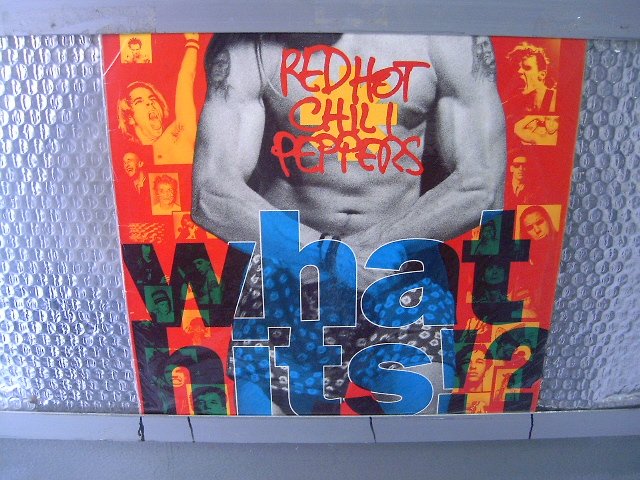 RED HOT
CHILI
PEPPERS
what
hits!?